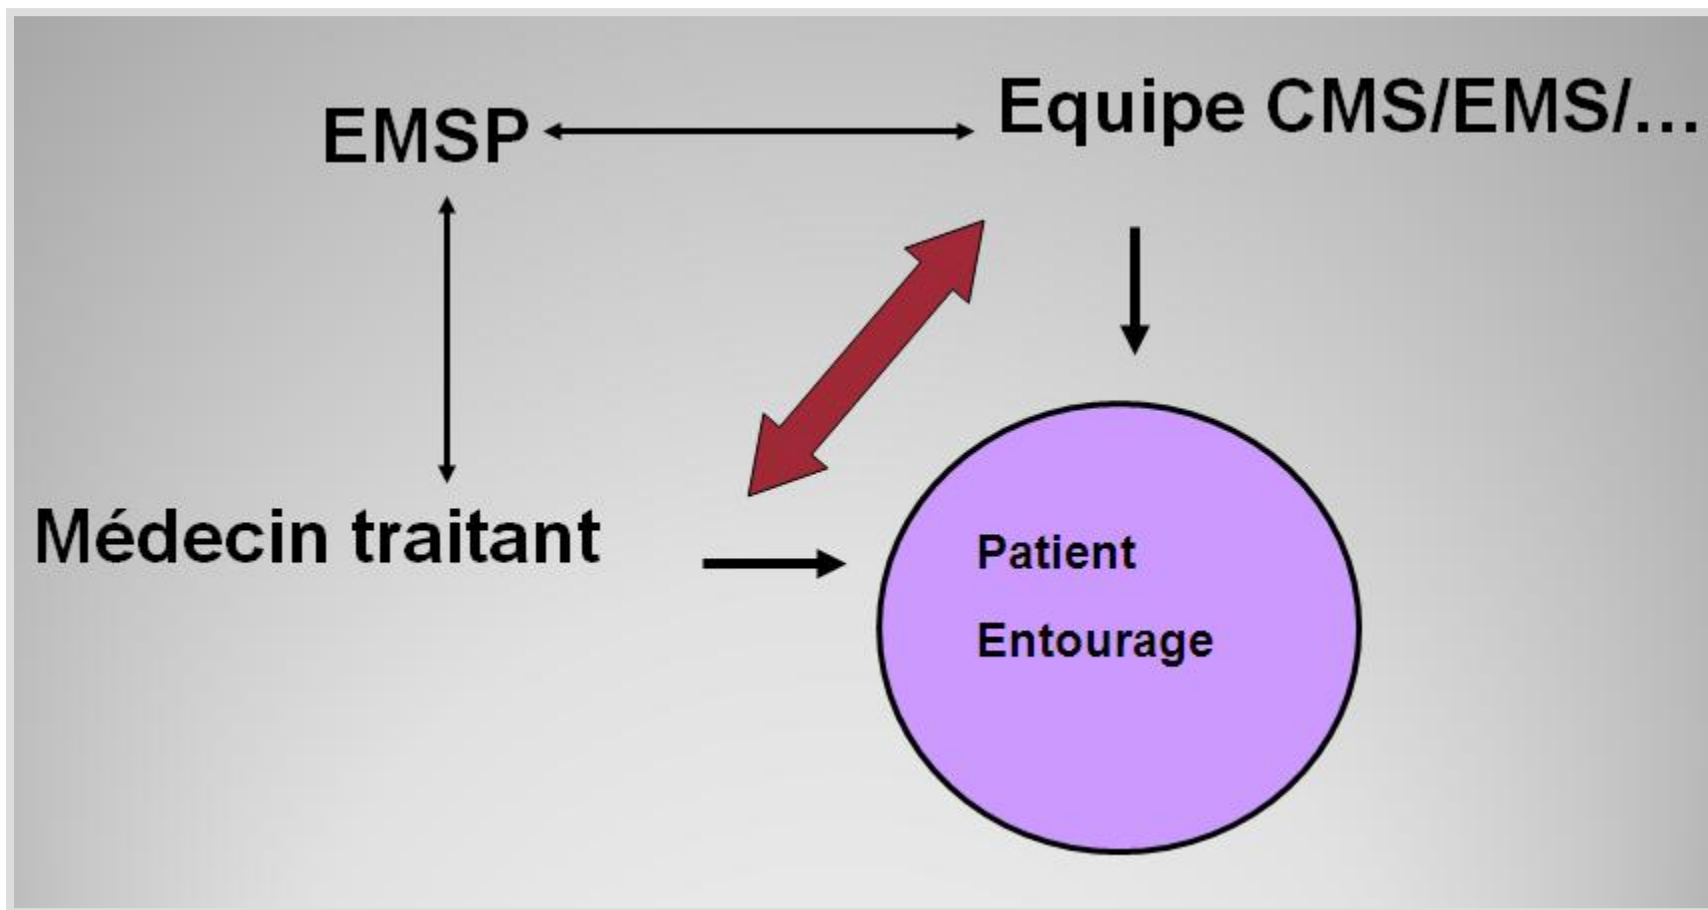 EMSP
Equipe CMS/EMS/...
Médecin traitant
Patient
Entourage